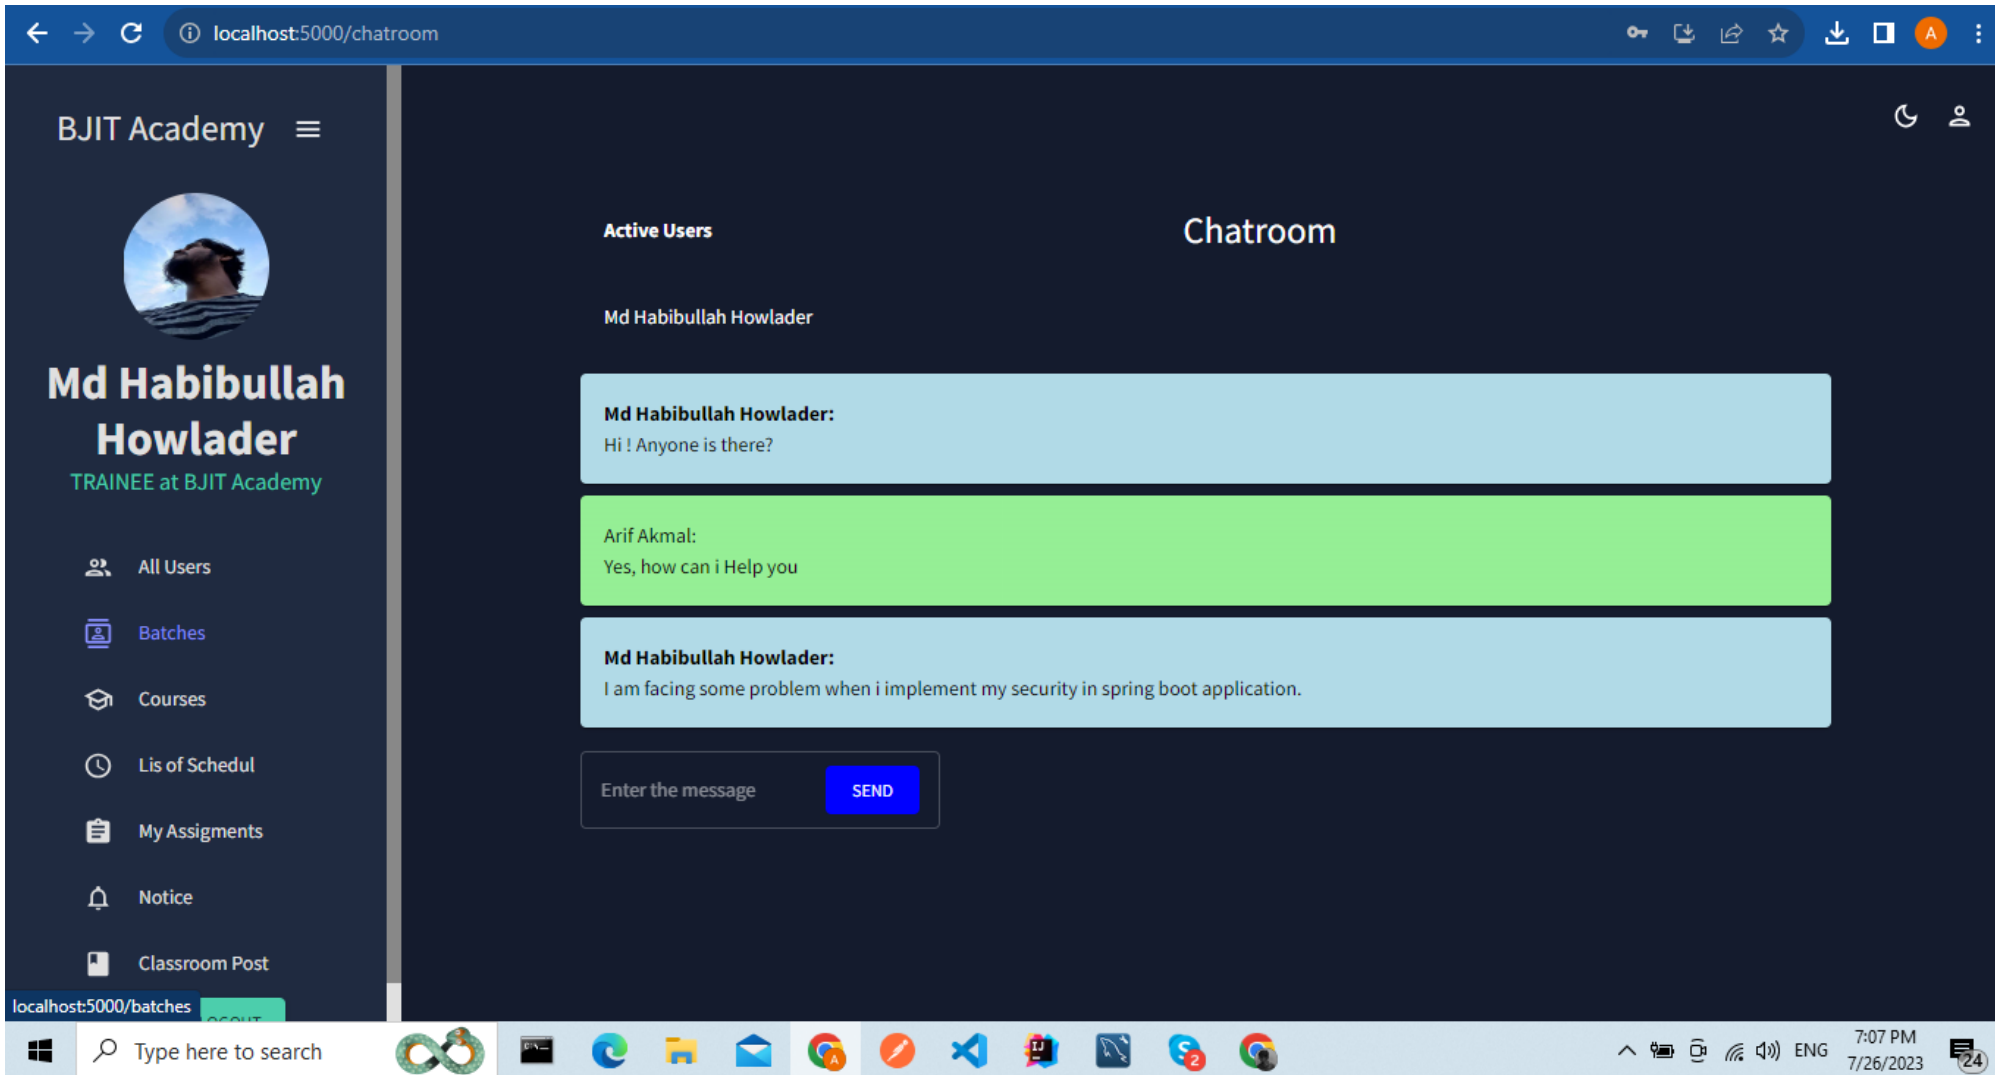 localhost:5000/chatroom
A
BJIT Academy
Md Habibullah
Howlader
TRAINEE at BJIT Academy
All Users
Batches
Courses
Lis of Schedul
My Assigments
Notice
Classroom Post
LOGOUT
localhost:5000/batches
Active Users
Chatroom
Md Habibullah Howlader
Md Habibullah Howlader:
Hi ! Anyone is there?
Arif Akmal:
Yes, how can i Help you
Md Habibullah Howlader:
I am facing some problem when i implement my security in spring boot application.
Enter the message
SEND
Type here to search
A
IJ
2
ENG
7:07 PM
7/26/2023
24